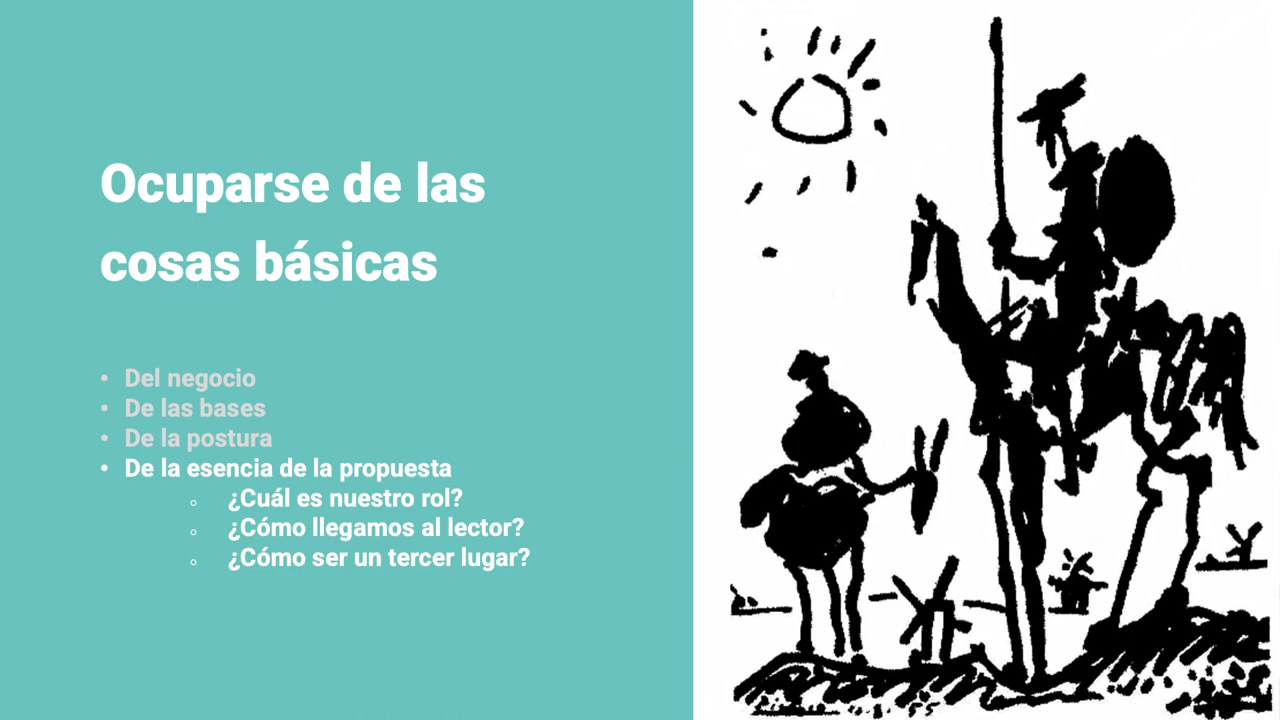 Ocuparse de las
cosas básicas
• Del negocio
• De las bases
• De la postura
• De la esencia de la propuesta
○ ¿Cuál es nuestro rol?
○ ¿Cómo llegamos al lector?
○ ¿Cómo ser un tercer lugar?